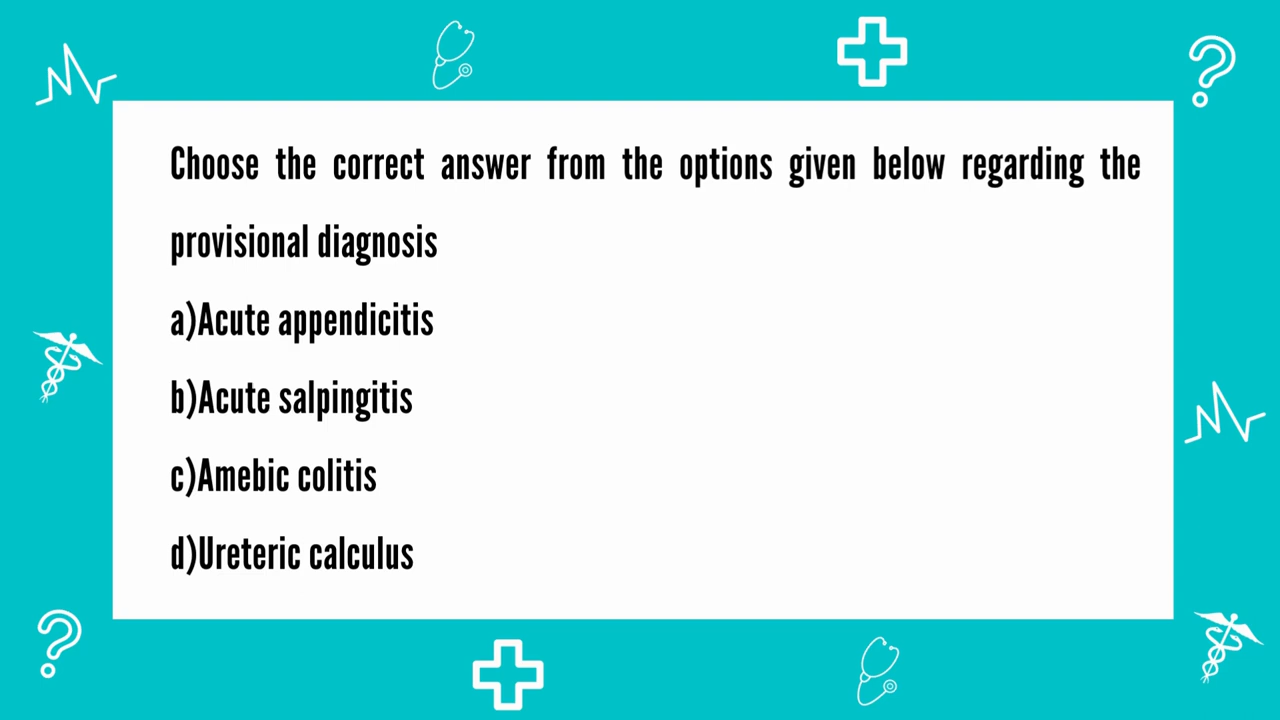 Choose the correct answer from the options given below regarding the
provisional diagnosis
a)Acute appendicitis
b)Acute salpingitis
c)Amebic colitis
d)Ureteric calculus